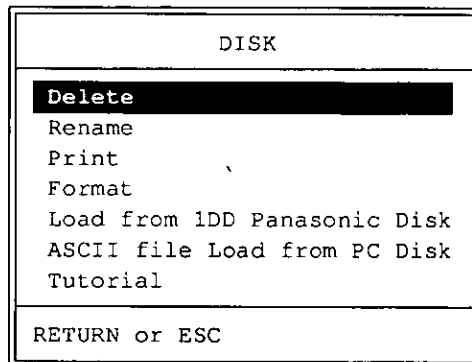 DISK
Delete
Rename
Print
Format
Load from 1DD Panasonic Disk
ASCII file Load from PC Disk
Tutorial
RETURN or ESC